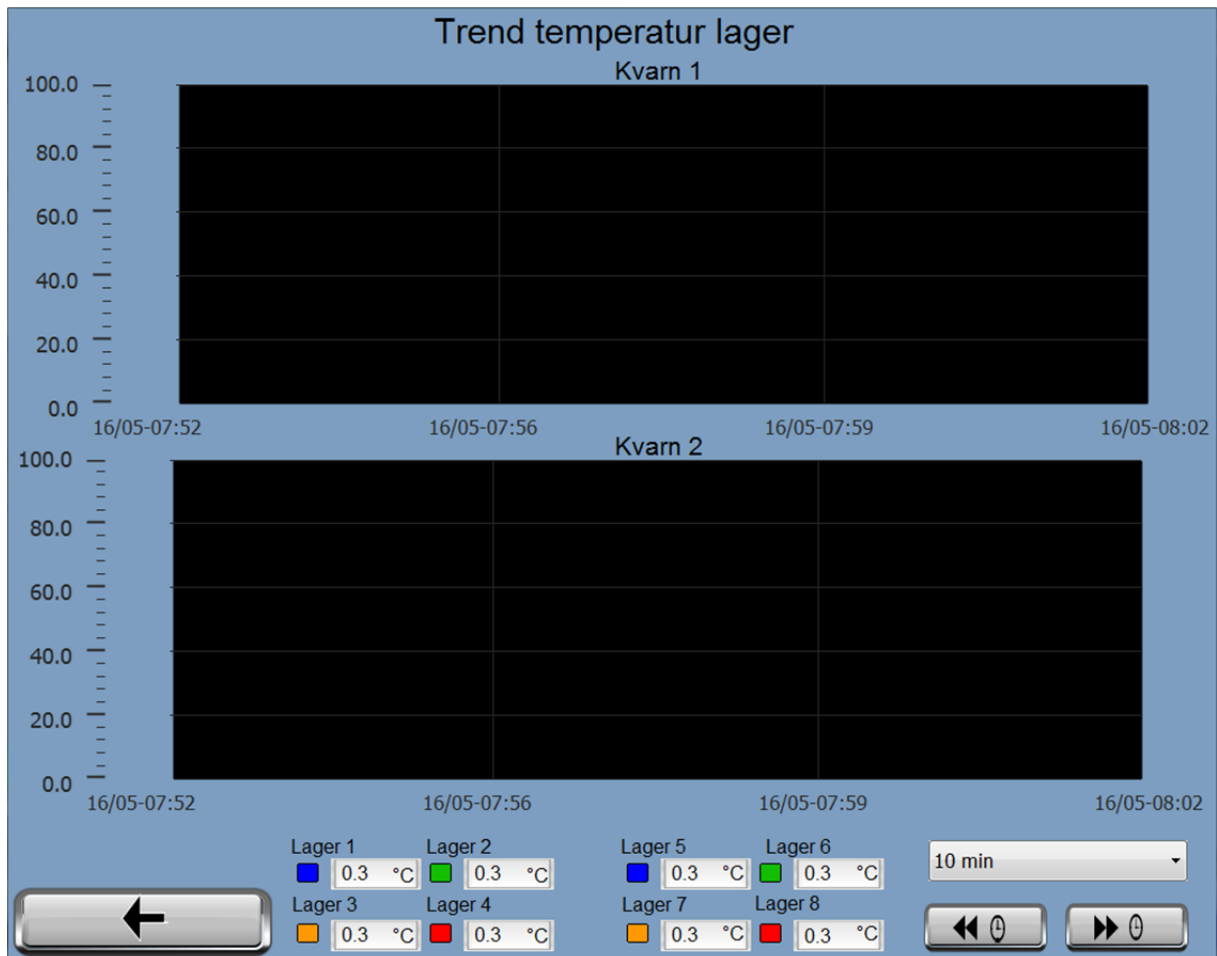 Trend temperatur lager
Kvarn 1
100.0
80.0
60.0
40.0
20.0
0.0
16/05-07:52 16/05-07:56 16/05-07:59 16/05-08:02
Kvarn 2
100.0
80.0
60.0
40.0
20.0
0.0
16/05-07:52 16/05-07:56 16/05-07:59 16/05-08:02
Lager 1 Lager 2 Lager 5 Lager 6
0.3 °C 0.3 °C 0.3 °C 0.3 °C
10 min
Lager 3 Lager 4 Lager 7 Lager 8
0.3 °C 0.3 °C 0.3 °C 0.3 °C